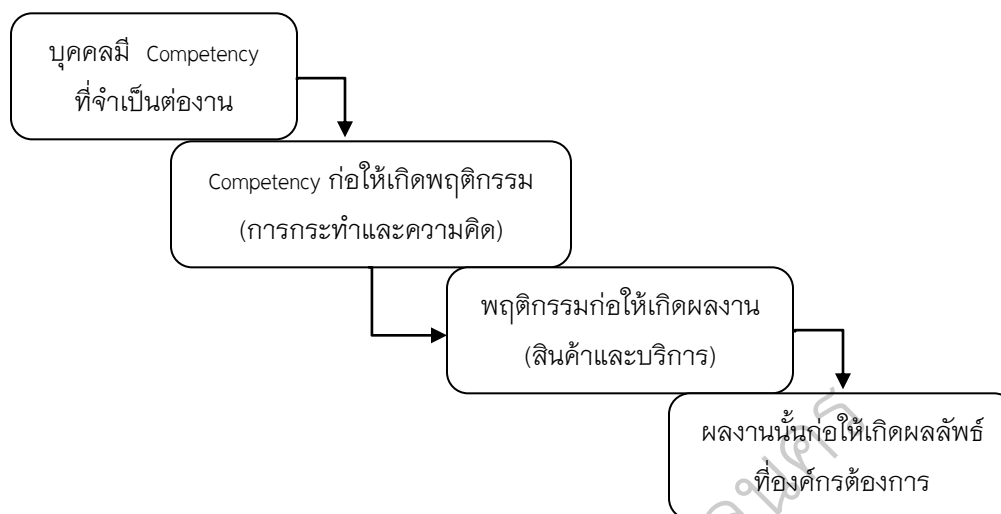 บุคคลมี Competency
ที่จำเป็นต่องาน
Competency ก่อให้เกิดพฤติกรรม
(การกระทำและความคิด)
พฤติกรรมก่อให้เกิดผลงาน
(สินค้าและบริการ)
ผลงานนั้นก่อให้เกิดผลลัพธ์
ที่องค์กรต้องการ